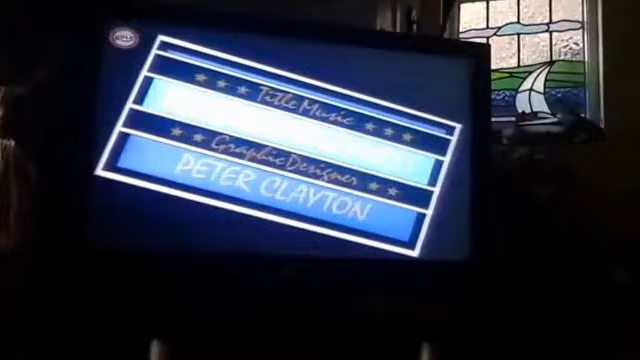 ★ ★ ★ Title Music ★ ★ ★
★ ★ Graphic Designer ★ ★
PETER CLAYTON